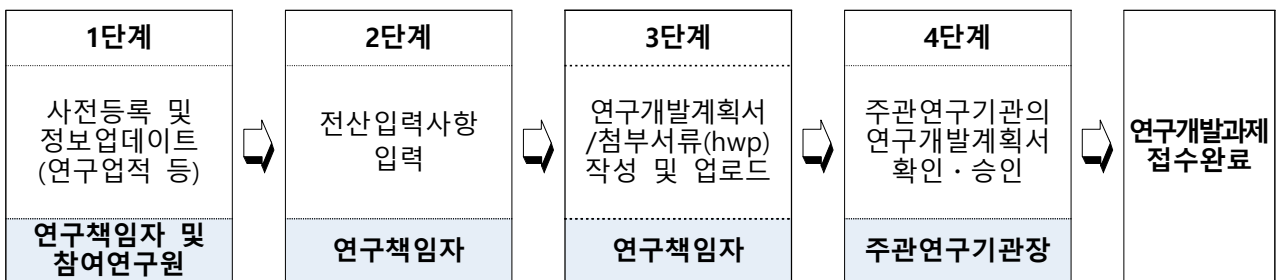 1단계
사전등록 및
정보업데이트
(연구업적 등)
연구책임자 및
참여연구원
2단계
전산입력사항
입력
연구책임자
3단계
연구개발계획서
/첨부서류(hwp)
작성 및 업로드
연구책임자
4단계
주관연구기관의
연구개발계획서
확인·승인
주관연구기관장
연구개발과제
접수완료